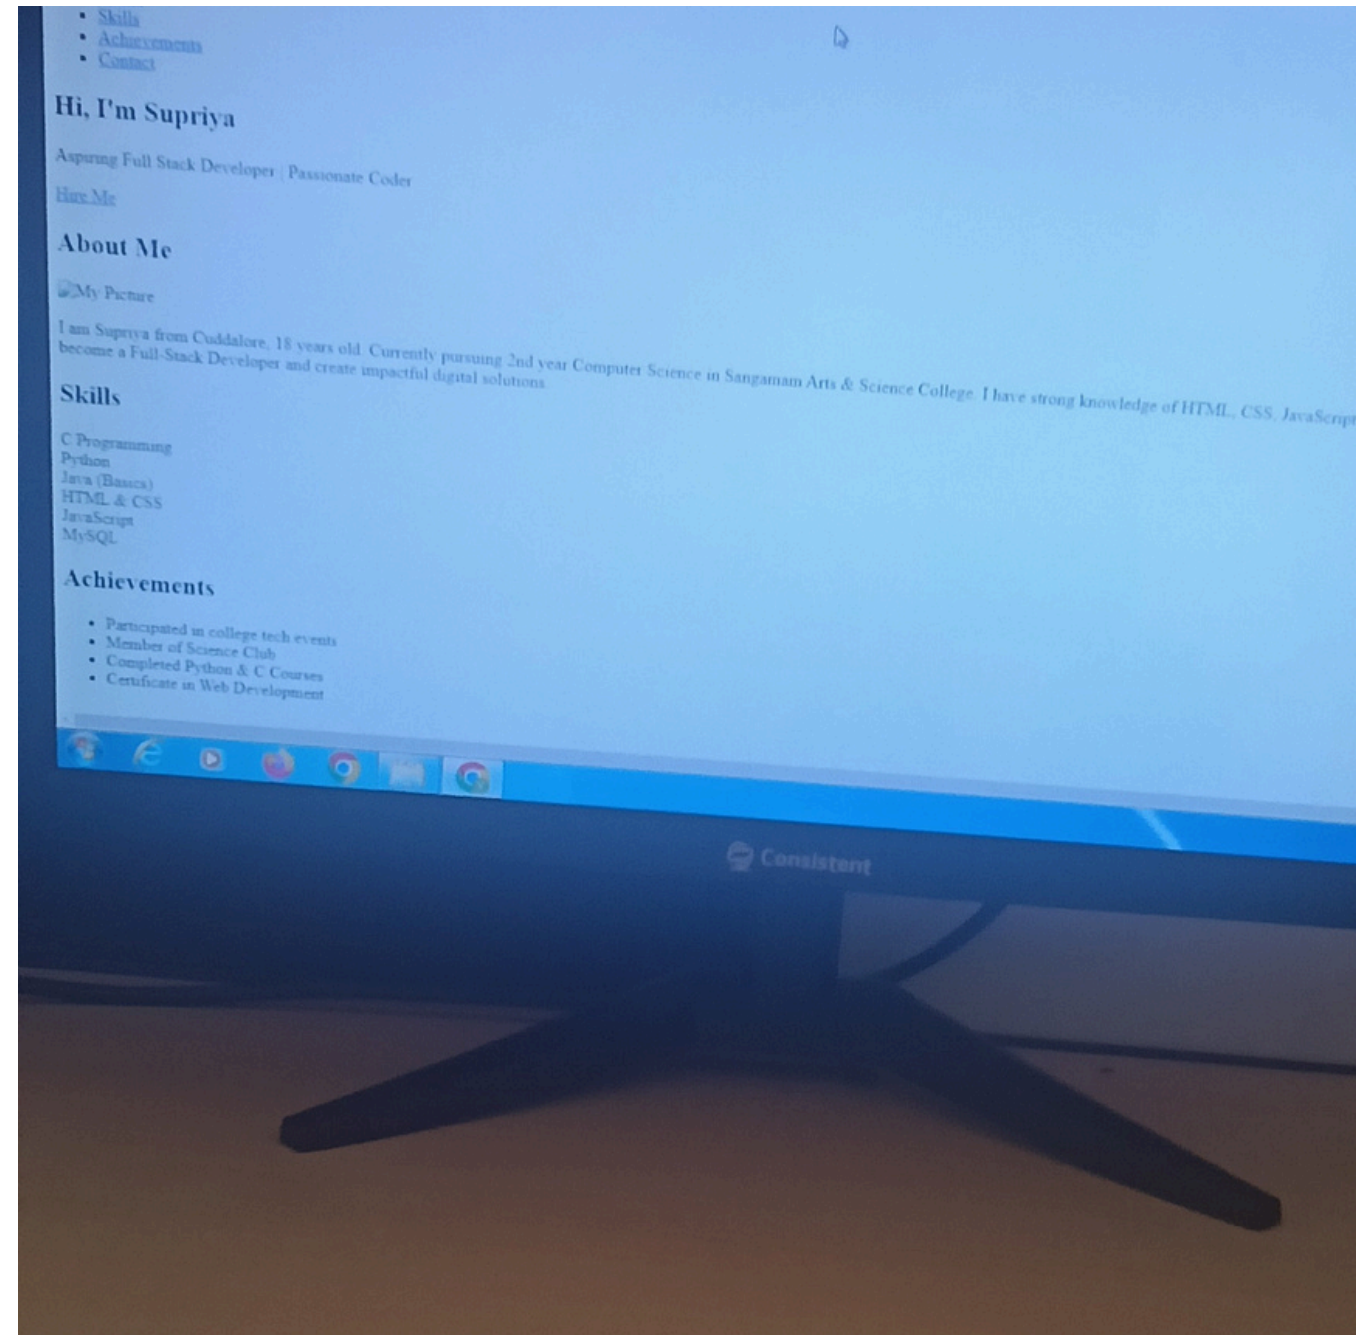 Skills
Achievements
Contact
Hi, I'm Supriya
Aspiring Full Stack Developer | Passionate Coder
Hire Me
About Me
My Picture
I am Supriya from Cuddalore, 18 years old. Currently pursuing 2nd year Computer Science in Sangamam Arts & Science College. I have strong knowledge of HTML, CSS, JavaScript
become a Full-Stack Developer and create impactful digital solutions.
Skills
C Programming
Python
Java (Basics)
HTML & CSS
JavaScript
MySQL
Achievements
Participated in college tech events
Member of Science Club
Completed Python & C Courses
Certificate in Web Development
Consistent